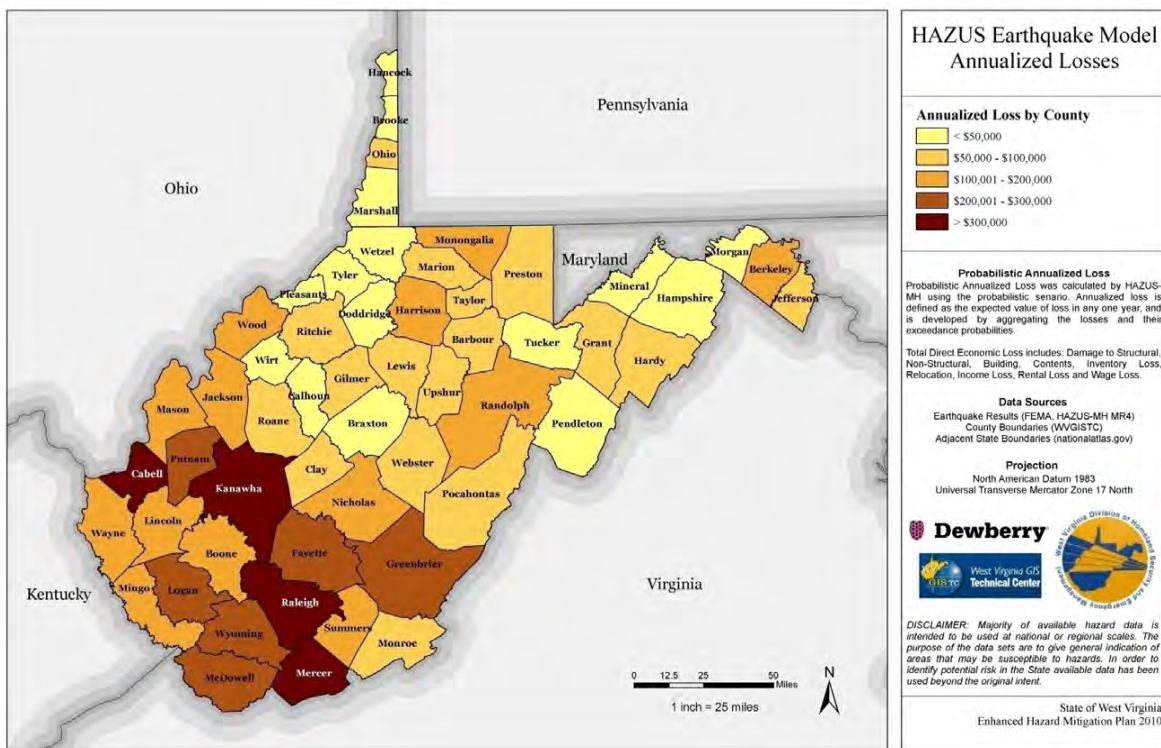 HAZUS Earthquake Model
Annualized Losses
Annualized Loss by County
< $50,000
$50,000 - $100,000
$100,001 - $200,000
$200,001 - $300,000
> $300,000
Probabilistic Annualized Loss
Probabilistic Annualized Loss was calculated by HAZUS-
MH using the probabilistic senario. Annualized loss is
defined as the expected value of loss in any one year, and
is developed by aggregating the losses and their
exceedance probabilities.
Total Direct Economic Loss includes: Damage to Structural,
Non-Structural, Building, Contents, Inventory Loss,
Relocation, Income Loss, Rental Loss and Wage Loss.
Data Sources
Earthquake Results (FEMA, HAZUS-MH MR4)
County Boundaries (WVGISTC)
Adjacent State Boundaries (nationalatlas.gov)
Projection
North American Datum 1983
Universal Transverse Mercator Zone 17 North
Dewberry
West Virginia GIS
Technical Center
GISTC
West Virginia Division of Homeland
Security and Emergency Management
DISCLAIMER: Majority of available hazard data is
intended to be used at national or regional scales. The
purpose of the data sets are to give general indication of
areas that may be susceptible to hazards. In order to
identify potential risk in the State available data has been
used beyond the original intent.
State of West Virginia
Enhanced Hazard Mitigation Plan 2010
Hancock
Pennsylvania
Brooke
Ohio
Ohio
Marshall
Wetzel
Monongalia
Maryland
Morgan
Marion
Preston
Berkeley
Tyler
Mineral
Jefferson
Pleasants
Taylor
Hampshire
Doddridge
Harrison
Wood
Ritchie
Barbour
Tucker
Grant
Wirt
Hardy
Lewis
Gilmer
Upshur
Jackson
Calhoun
Randolph
Mason
Roane
Braxton
Pendleton
Putnam
Webster
Clay
Cabell
Kanawha
Pocahontas
Nicholas
Lincoln
Wayne
Boone
Fayette
Greenbrier
Virginia
Kentucky
Mingo
Logan
Raleigh
Summers
Wyoming
Monroe
Mercer
McDowell
0 12.5 25 50
Miles
1 inch = 25 miles
N